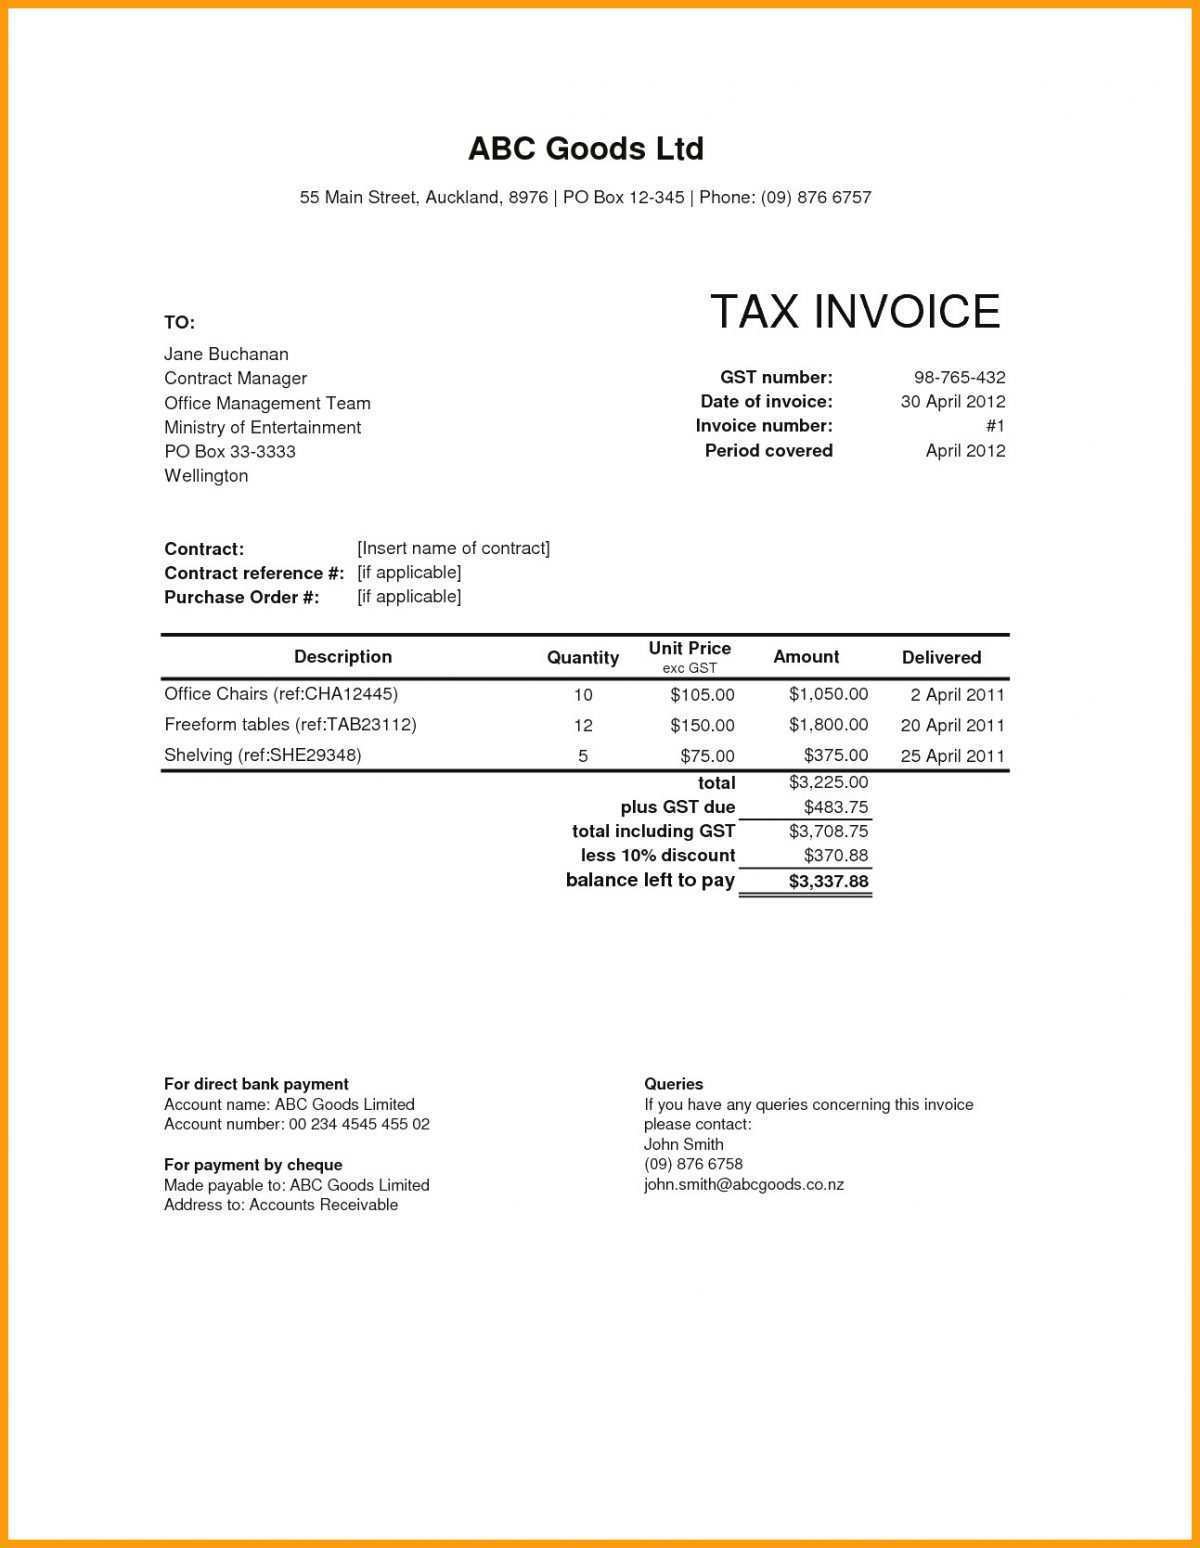 ABC Goods Ltd
55 Main Street, Auckland, 8976 | PO Box 12-345 | Phone: (09) 876 6757
TAX INVOICE
TO:
Jane Buchanan
Contract Manager
Office Management Team
Ministry of Entertainment
PO Box 33-3333
Wellington
GST number: 98-765-432
Date of invoice: 30 April 2012
Invoice number: #1
Period covered April 2012
Contract: [Insert name of contract]
Contract reference #: [if applicable]
Purchase Order #: [if applicable]
Description Quantity Unit Price exc GST Amount Delivered
Office Chairs (ref:CHA12445) 10 $105.00 $1,050.00 2 April 2011
Freeform tables (ref:TAB23112) 12 $150.00 $1,800.00 20 April 2011
Shelving (ref:SHE29348) 5 $75.00 $375.00 25 April 2011
total $3,225.00
plus GST due $483.75
total including GST $3,708.75
less 10% discount $370.88
balance left to pay $3,337.88
For direct bank payment
Account name: ABC Goods Limited
Account number: 00 234 4545 455 02
For payment by cheque
Made payable to: ABC Goods Limited
Address to: Accounts Receivable
Queries
If you have any queries concerning this invoice
please contact:
John Smith
(09) 876 6758
john.smith@abcgoods.co.nz